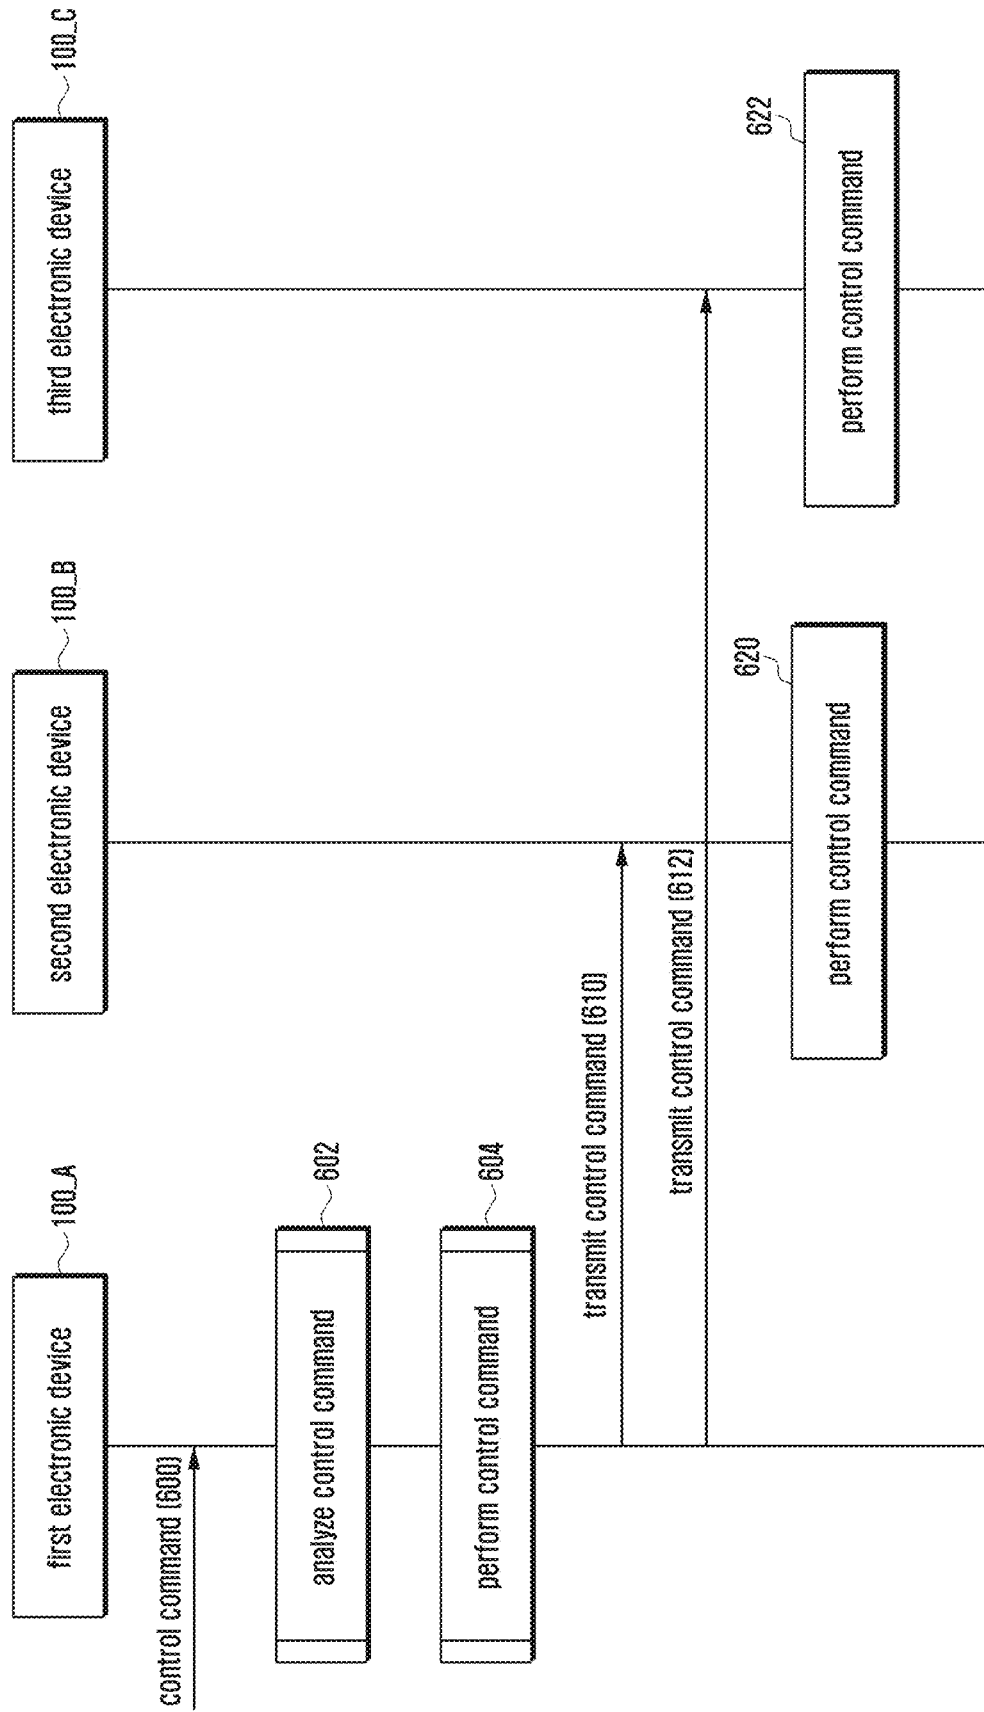 first electronic device
100_A
second electronic device
100_B
third electronic device
100_C
control command (600)
analyze control command
602
perform control command
604
transmit control command (610)
transmit control command (612)
perform control command
620
perform control command
622